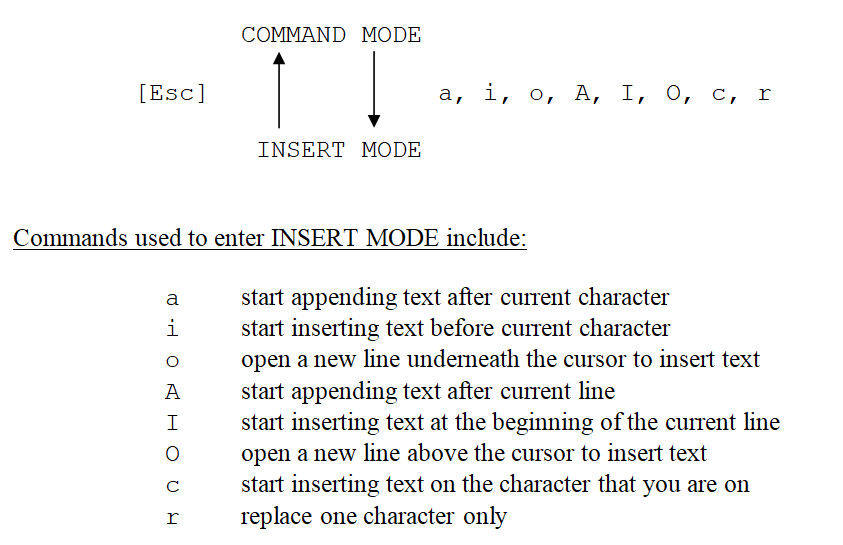 COMMAND MODE
[Esc] a, i, o, A, I, O, c, r
INSERT MODE
Commands used to enter INSERT MODE include:
a start appending text after current character
i start inserting text before current character
o open a new line underneath the cursor to insert text
A start appending text after current line
I start inserting text at the beginning of the current line
O open a new line above the cursor to insert text
c start inserting text on the character that you are on
r replace one character only